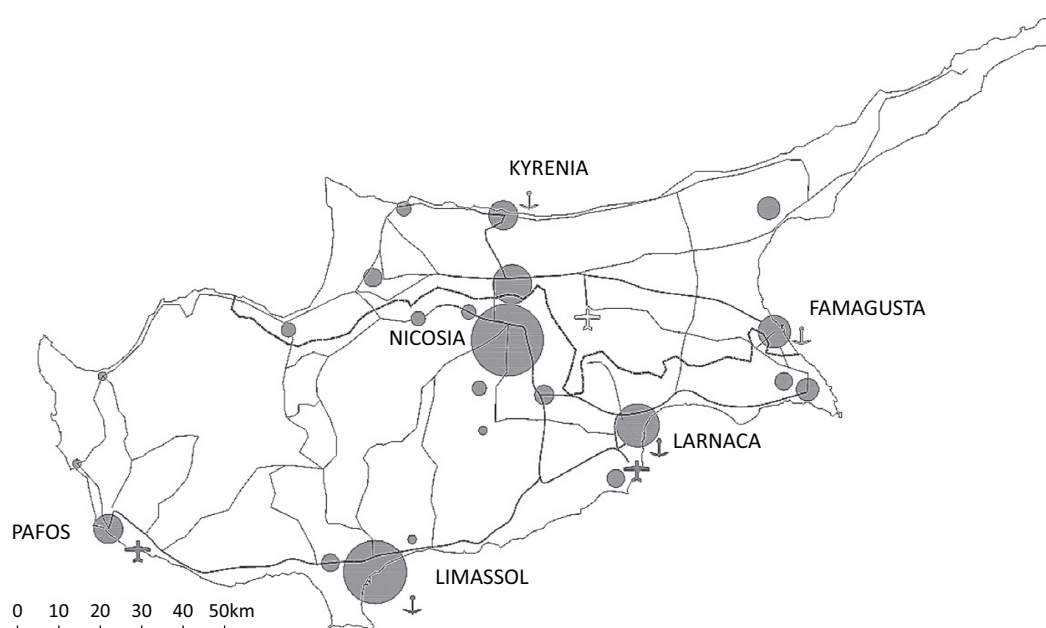 KYRENIA
FAMAGUSTA
NICOSIA
LARNACA
PAFOS
LIMASSOL
0 10 20 30 40 50km